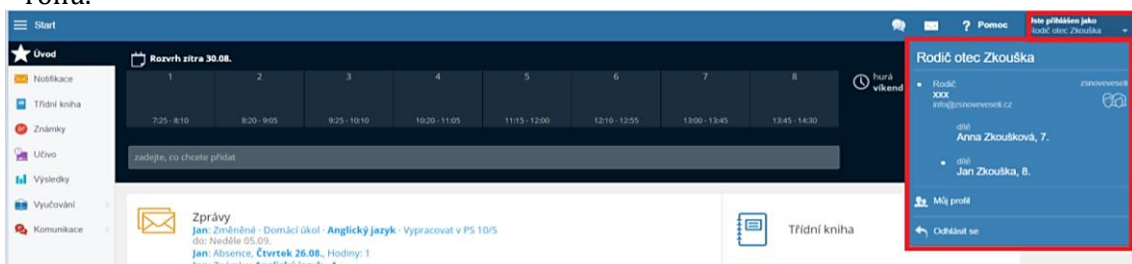 Start
Pomoc
Jste přihlášen jako
Rodič otec Zkouška
Úvod
Notifikace
Třídní kniha
Známky
Učivo
Výsledky
Vyučování
Komunikace
Rozvrh zítra 30.08.
1 2 3 4 5 6 7 8
7:25 - 8:10 8:20 - 9:05 9:25 - 10:10 10:20 - 11:05 11:15 - 12:00 12:10 - 12:55 13:00 - 13:45 13:45 - 14:30
hurá
víkend
zadejte, co chcete přidat
Zprávy
Jan: Změněné - Domácí úkol - Anglický jazyk - Vypracovat v PS 10/5
do: Neděle 05.09.
Jan: Absence, Čtvrtek 26.08., Hodiny: 1
Třídní kniha
Rodič otec Zkouška
Rodič
zsnoveveseli
xxx
info@zsnoveveseli.cz
dítě
Anna Zkoušková, 7.
dítě
Jan Zkouška, 8.
Můj profil
Odhlásit se